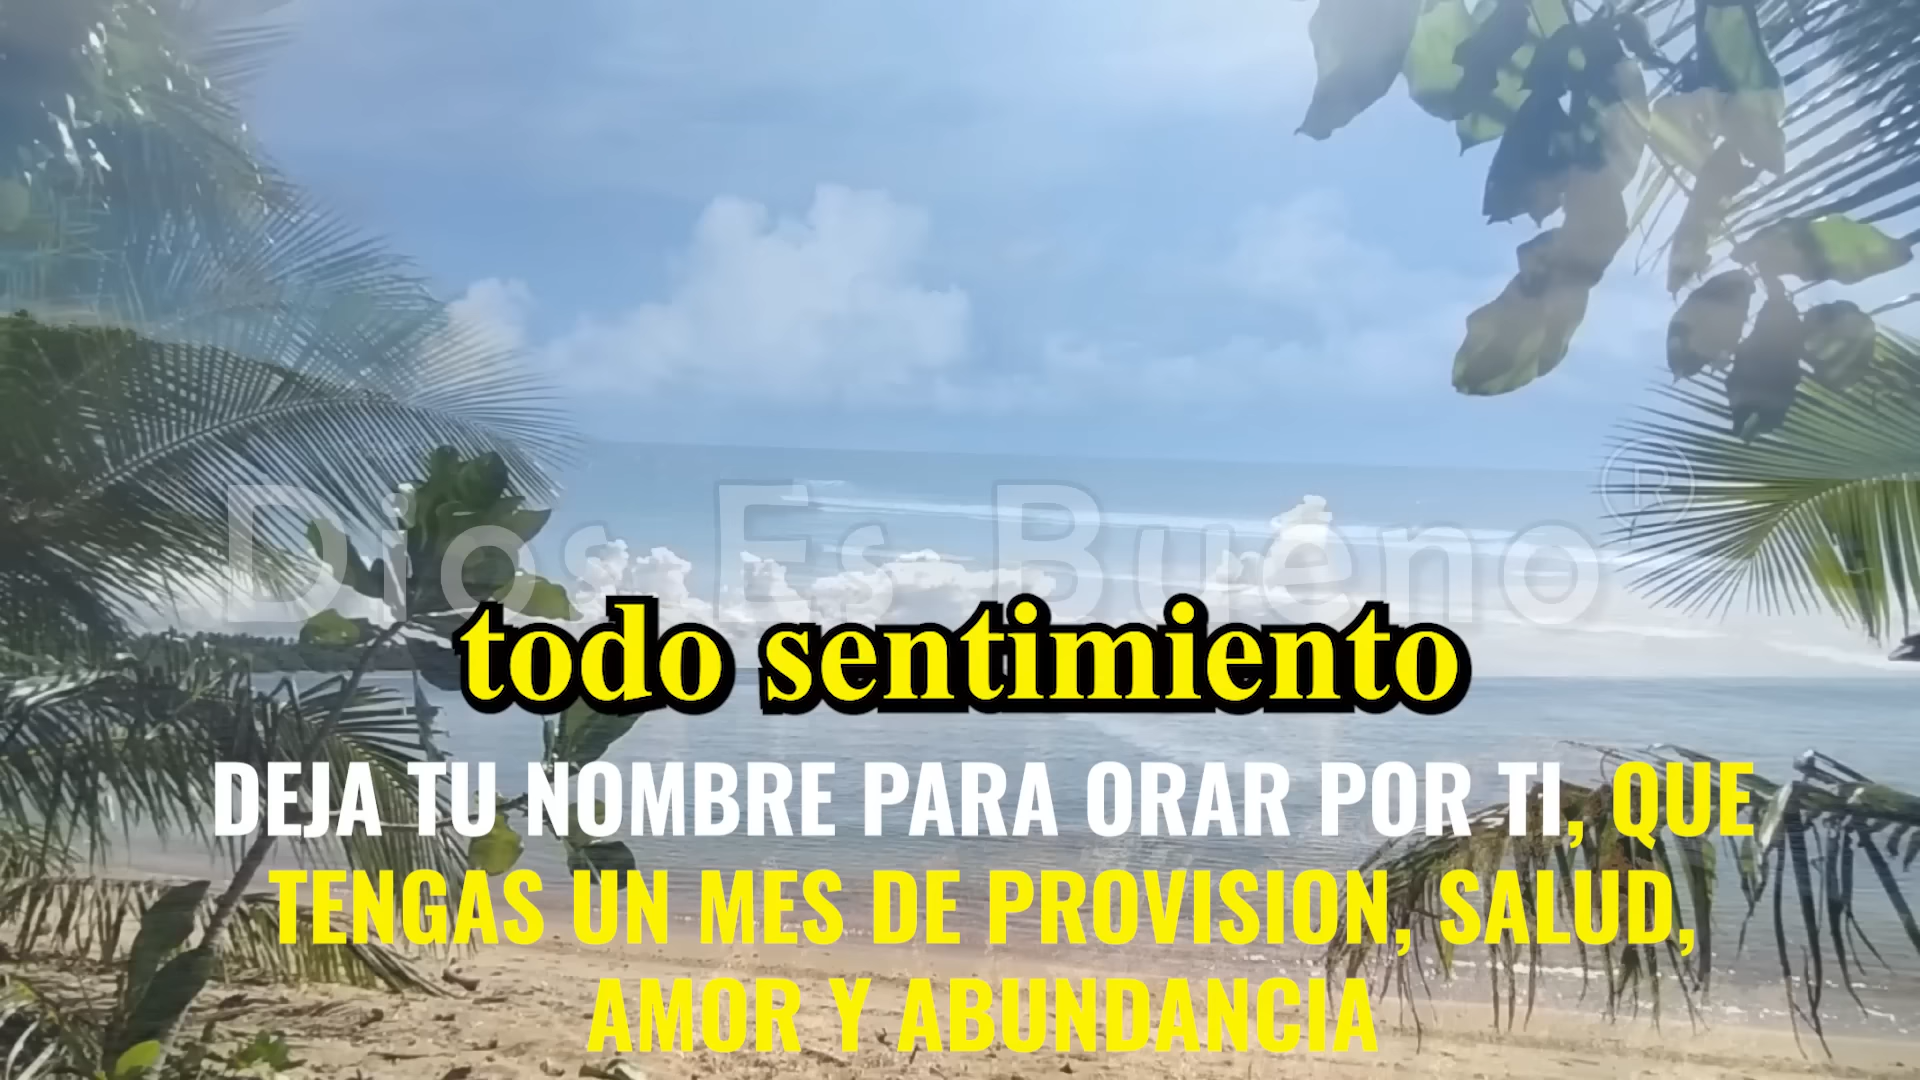 Dios Es Bueno ®
todo sentimiento
DEJA TU NOMBRE PARA ORAR POR TI, QUE
TENGAS UN MES DE PROVISION, SALUD,
AMOR Y ABUNDANCIA